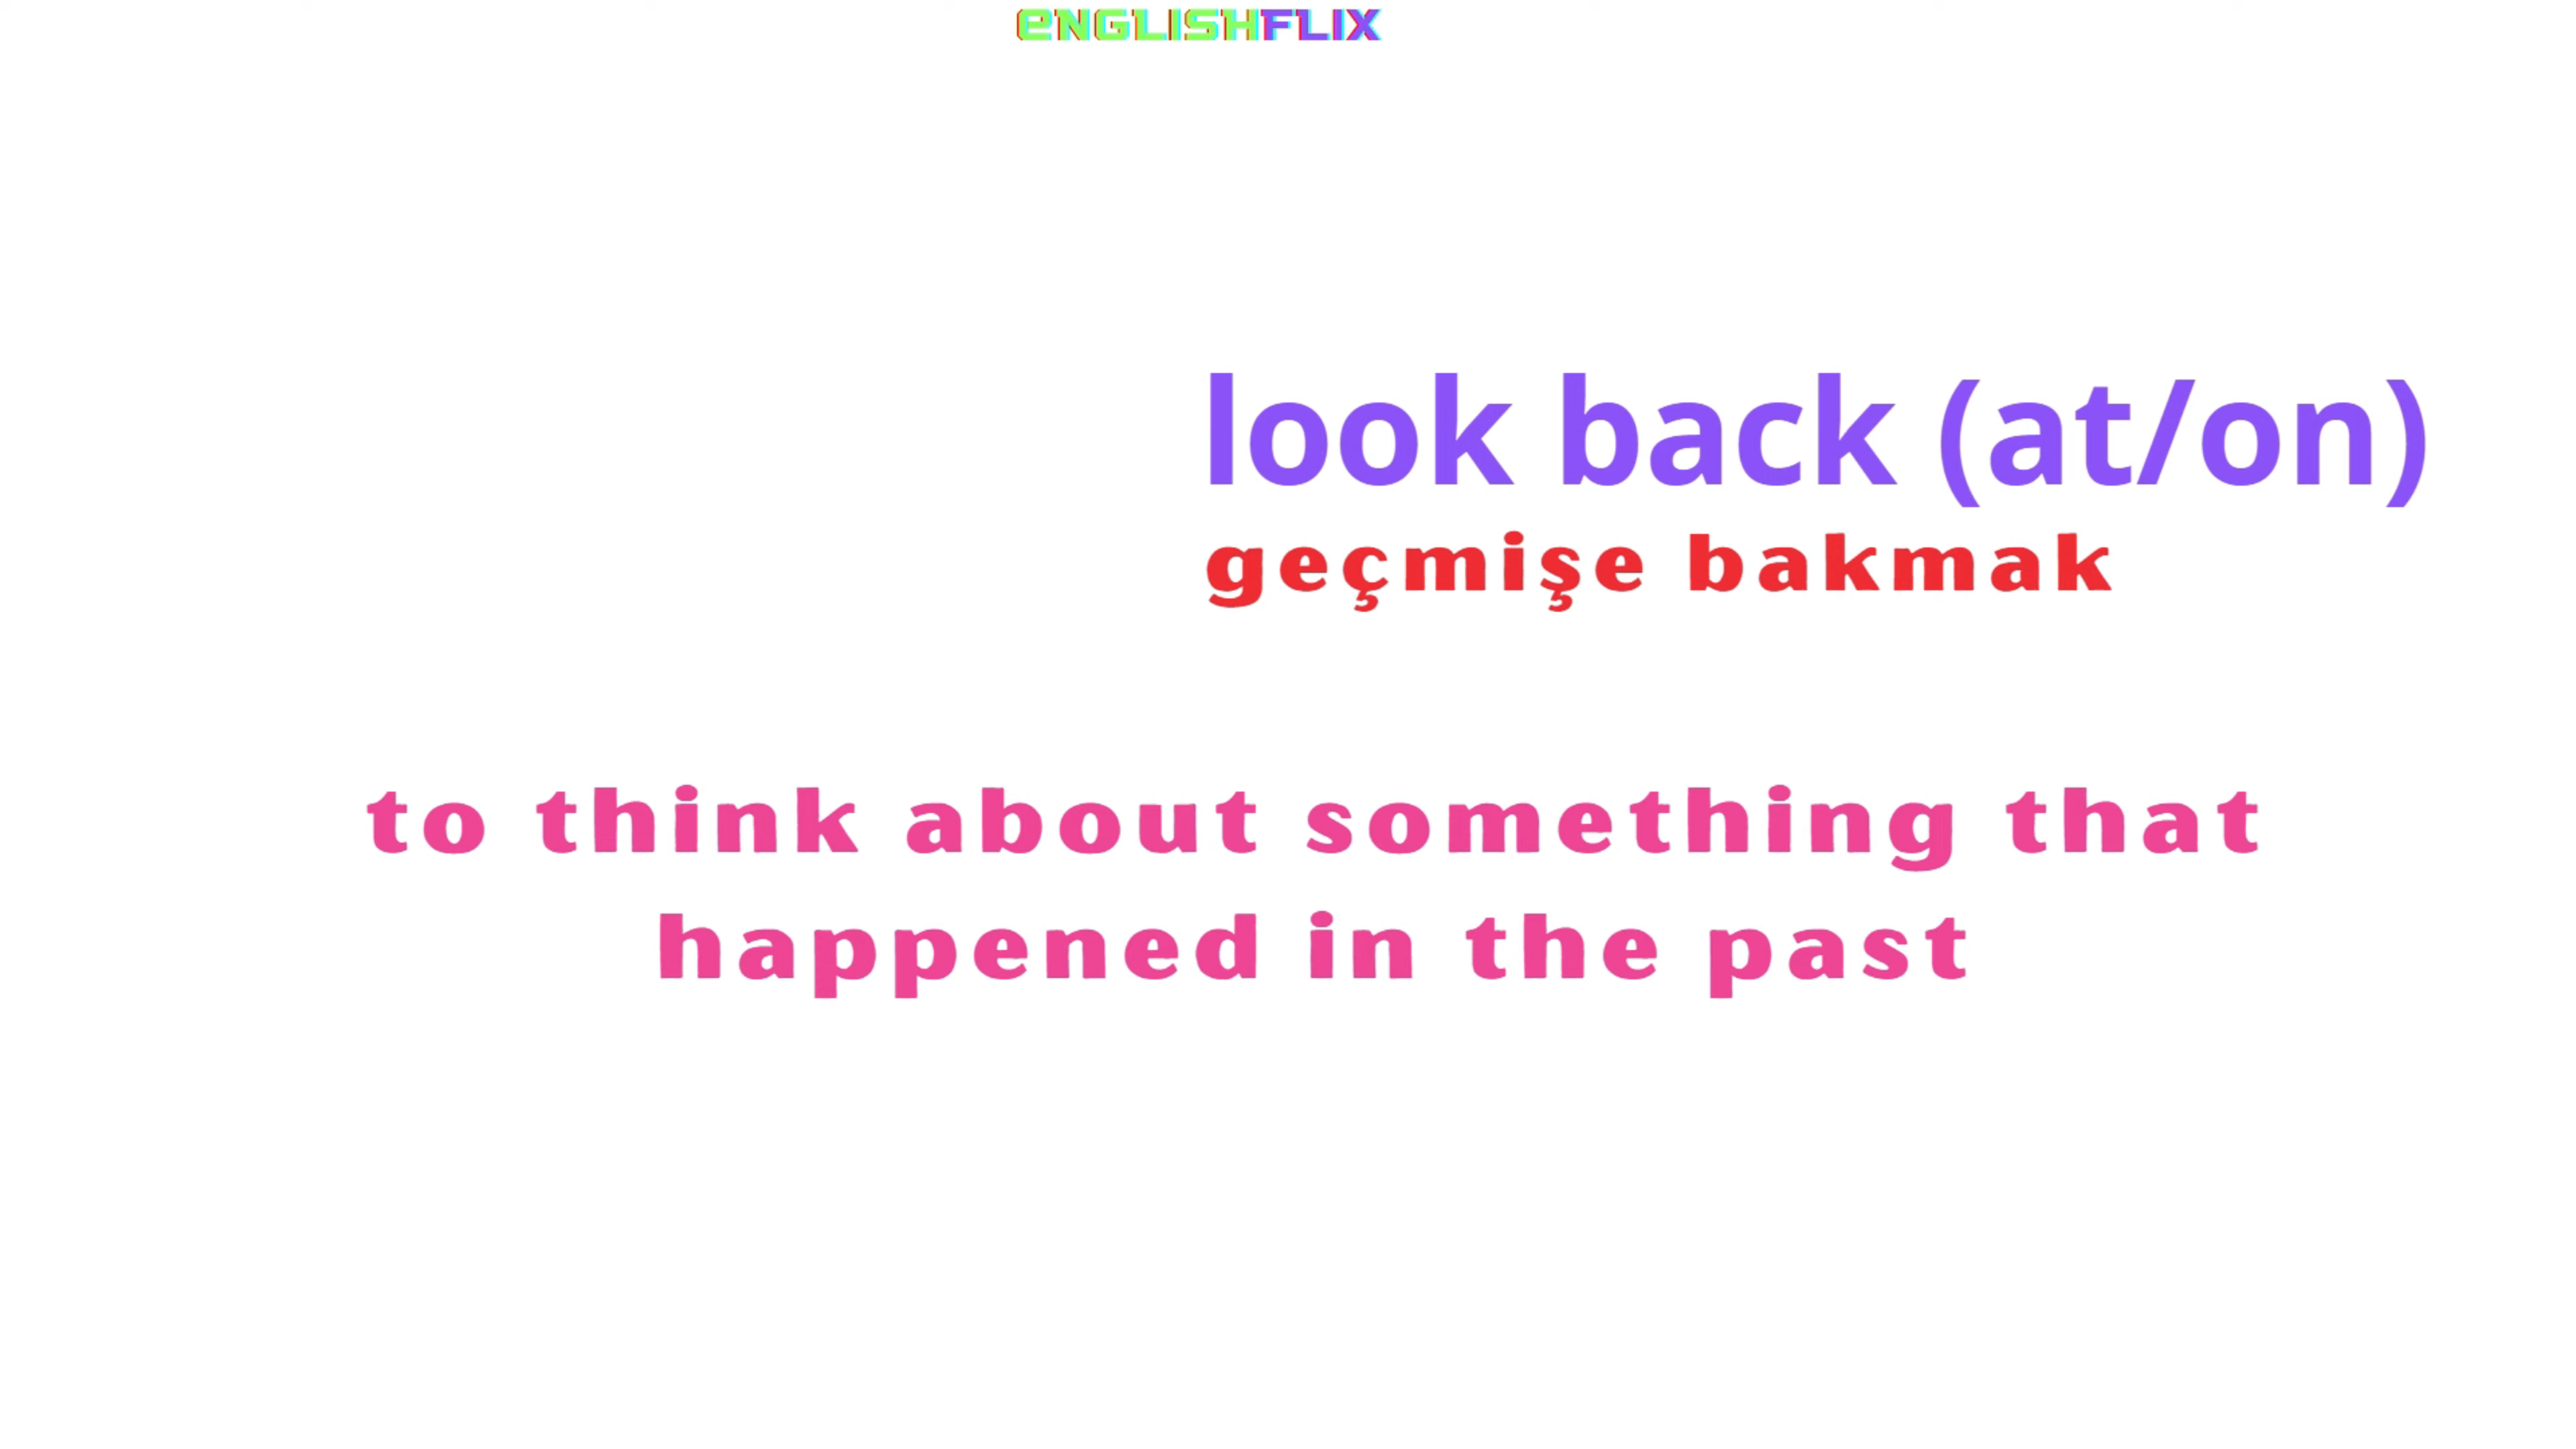 eNGLISHFLIX
look back (at/on)
geçmişe bakmak
to think about something that
happened in the past